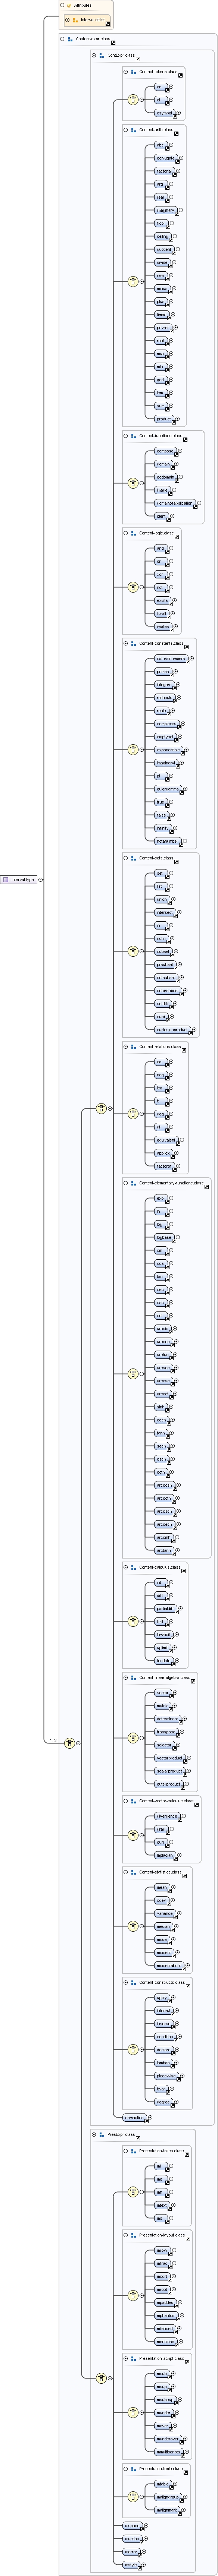 Attributes
interval.attlist
Content-expr.class
ContExpr.class
Content-tokens.class
cn
ci
csymbol
Content-arith.class
abs
conjugate
factorial
arg
real
imaginary
floor
ceiling
quotient
divide
rem
minus
plus
times
power
root
max
min
gcd
lcm
sum
product
Content-functions.class
compose
domain
codomain
image
domainofapplication
ident
Content-logic.class
and
or
xor
not
exists
forall
implies
Content-constants.class
naturalnumbers
primes
integers
rationals
reals
complexes
emptyset
exponentiale
imaginaryi
pi
eulergamma
true
false
infinity
notanumber
Content-sets.class
set
list
union
intersect
in
notin
subset
prsubset
notsubset
notprsubset
setdiff
card
cartesianproduct
interval.type
Content-relations.class
eq
neq
leq
lt
geq
gt
equivalent
approx
factorof
Content-elementary-functions.class
exp
ln
log
logbase
sin
cos
tan
sec
csc
cot
arcsin
arccos
arctan
arcsec
arccsc
arccot
sinh
cosh
tanh
sech
csch
coth
arccosh
arccoth
arccsch
arcsech
arcsinh
arctanh
Content-calculus.class
int
diff
partialdiff
limit
lowlimit
uplimit
tendsto
Content-linear-algebra.class
vector
matrix
determinant
transpose
selector
vectorproduct
scalarproduct
outerproduct
1..2
Content-vector-calculus.class
divergence
grad
curl
laplacian
Content-statistics.class
mean
sdev
variance
median
mode
moment
momentabout
Content-constructs.class
apply
interval
inverse
condition
declare
lambda
piecewise
bvar
degree
semantics
PresExpr.class
Presentation-token.class
mi
mo
mn
mtext
ms
Presentation-layout.class
mrow
mfrac
msqrt
mroot
mpadded
mphantom
mfenced
menclose
Presentation-script.class
msub
msup
msubsup
munder
mover
munderover
mmultiscripts
Presentation-table.class
mtable
maligngroup
malignmark
mspace
maction
merror
mstyle